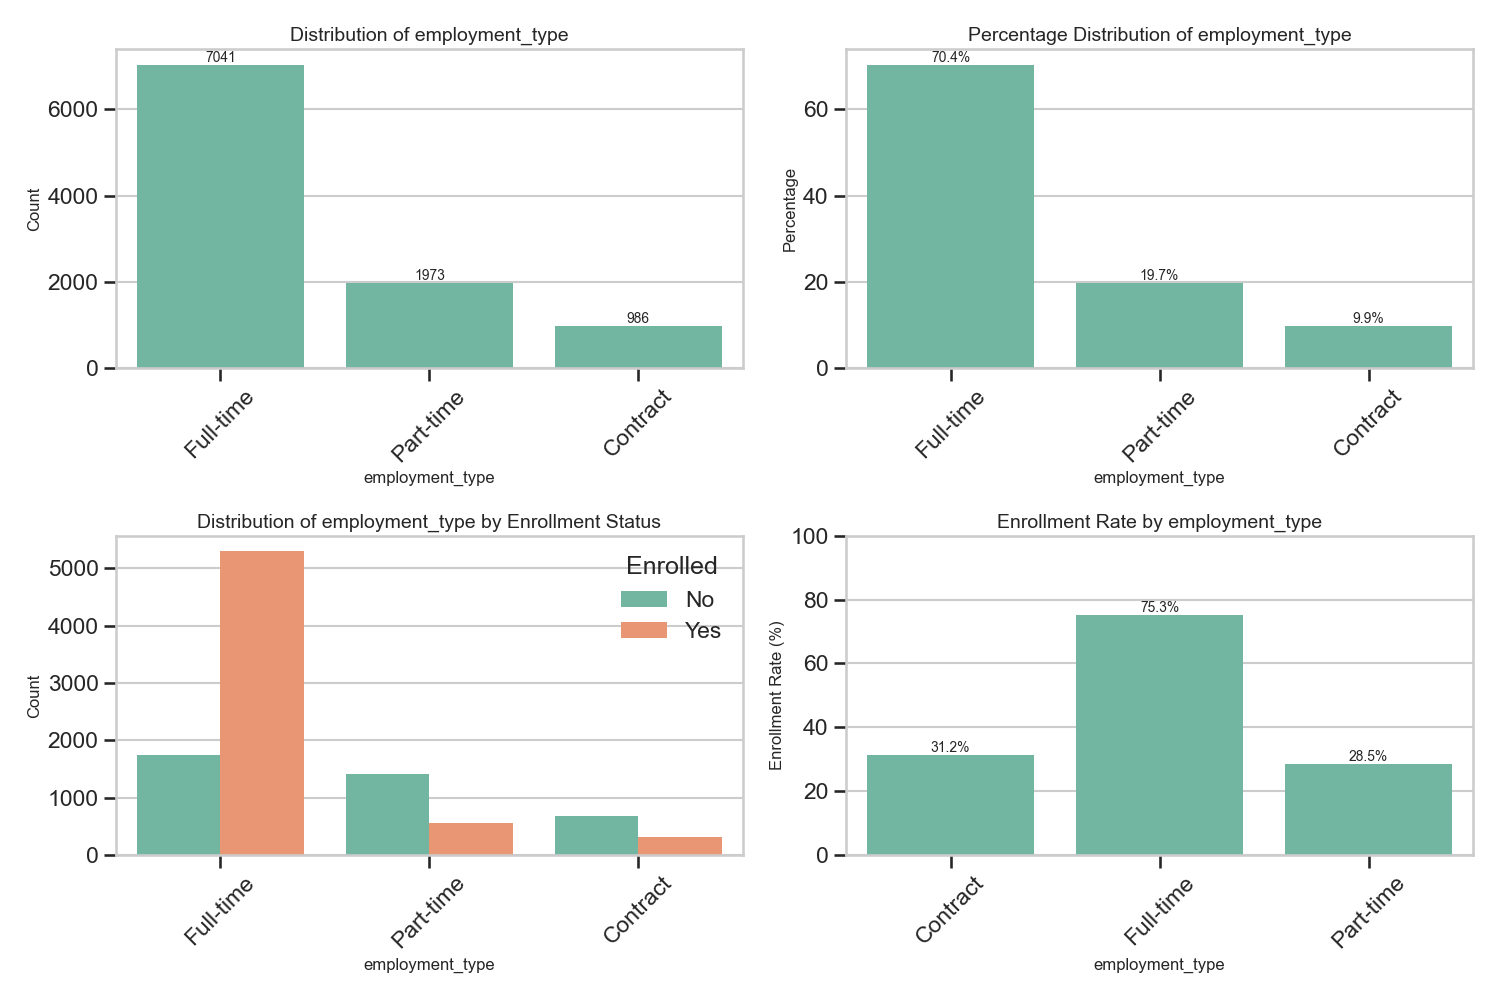 Distribution of employment_type
7041
6000
4000
2000
0
1973
986
Count
Full-time
Part-time
Contract
employment_type
Percentage Distribution of employment_type
70.4%
60
40
20
0
19.7%
9.9%
Percentage
Full-time
Part-time
Contract
employment_type
Distribution of employment_type by Enrollment Status
5000
4000
3000
2000
1000
0
Count
Enrolled
No
Yes
Full-time
Part-time
Contract
employment_type
Enrollment Rate by employment_type
100
80
60
40
20
0
75.3%
31.2%
28.5%
Enrollment Rate (%)
Contract
Full-time
Part-time
employment_type